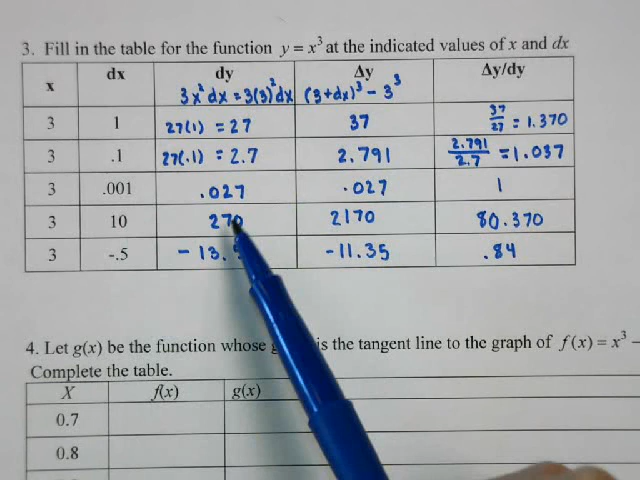 3. Fill in the table for the function y = x³ at the indicated values of x and dx
x dx dy Δy Δy/dy
3x²dx = 3(3)²dx (3+dx)³ - 3³
3 1 27(1) = 27 37 37/27 = 1.370
3 .1 27(.1) = 2.7 2.791 2.791/2.7 = 1.037
3 .001 .027 .027 1
3 10 270 2170 80.370
3 -.5 -13. -11.35 .84
4. Let g(x) be the function whose is the tangent line to the graph of f(x) = x³ –
Complete the table.
X f(x) g(x)
0.7
0.8